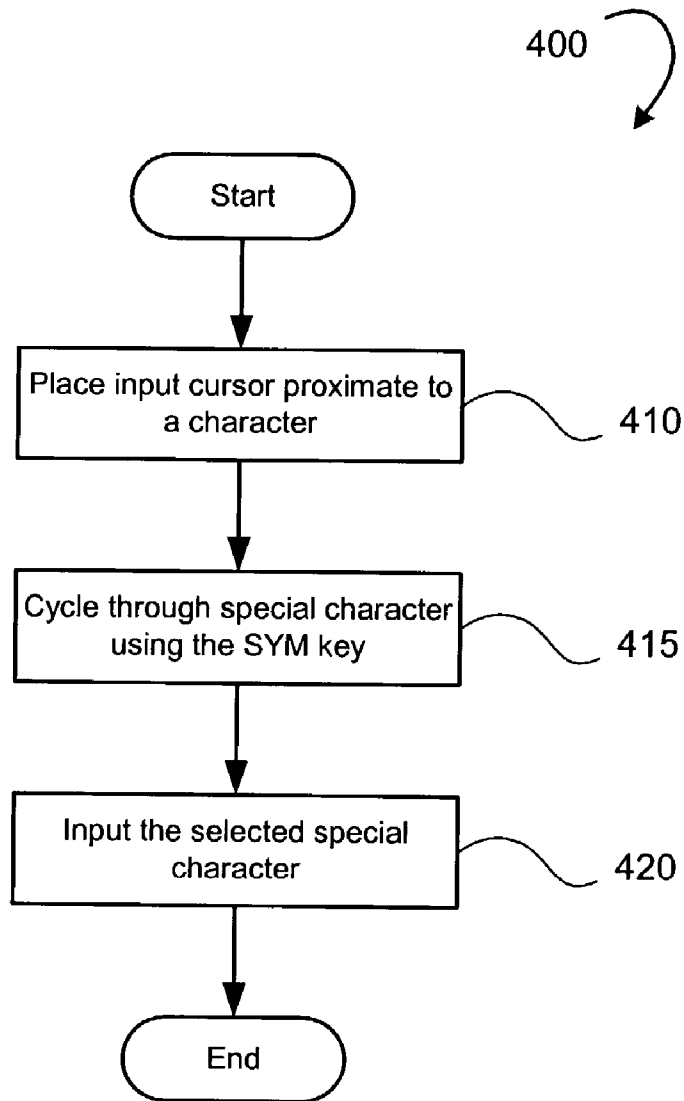 400
Start
Place input cursor proximate to
a character
410
Cycle through special character
using the SYM key
415
Input the selected special
character
420
End